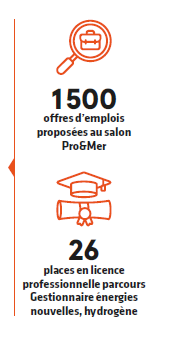 1500
offres d'emplois
proposées au salon
Pro&Mer
26
places en licence
professionnelle parcours
Gestionnaire énergies
nouvelles, hydrogène